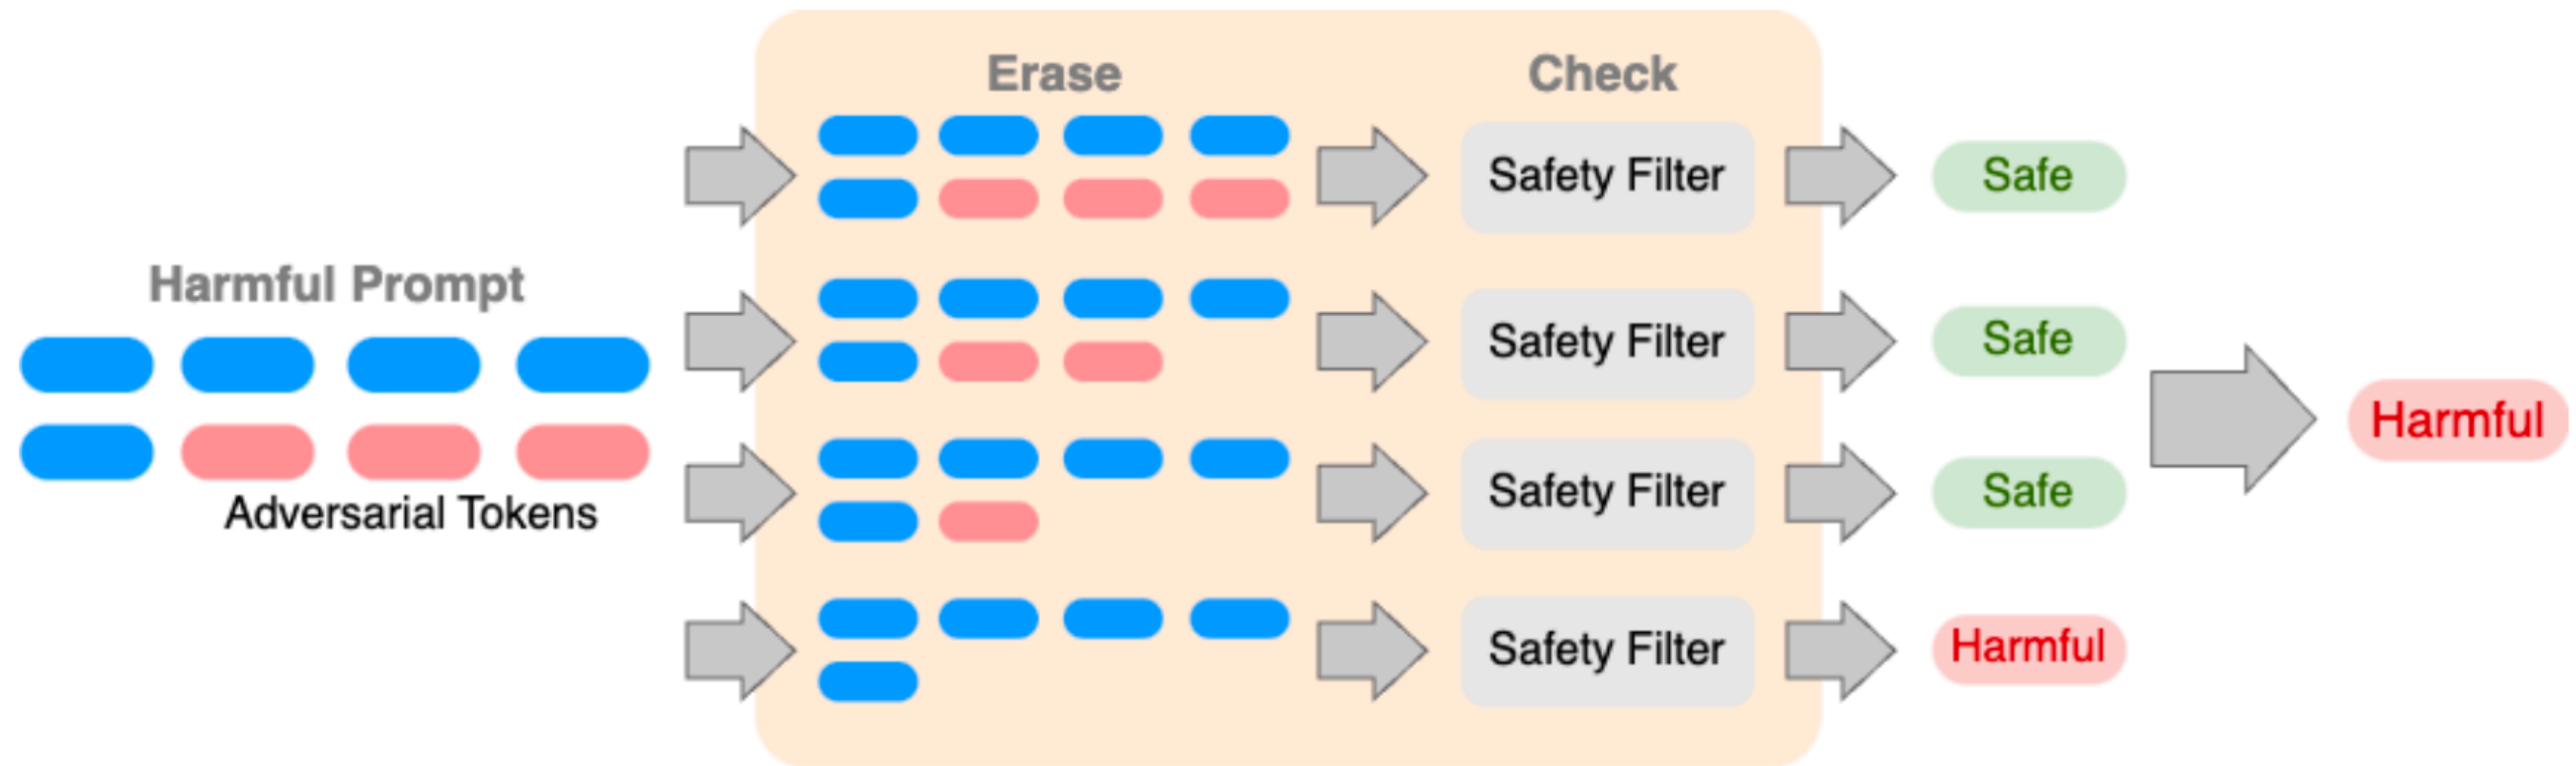 Harmful Prompt
Adversarial Tokens
Erase
Check
Safety Filter
Safe
Safety Filter
Safe
Safety Filter
Safe
Safety Filter
Harmful
Harmful